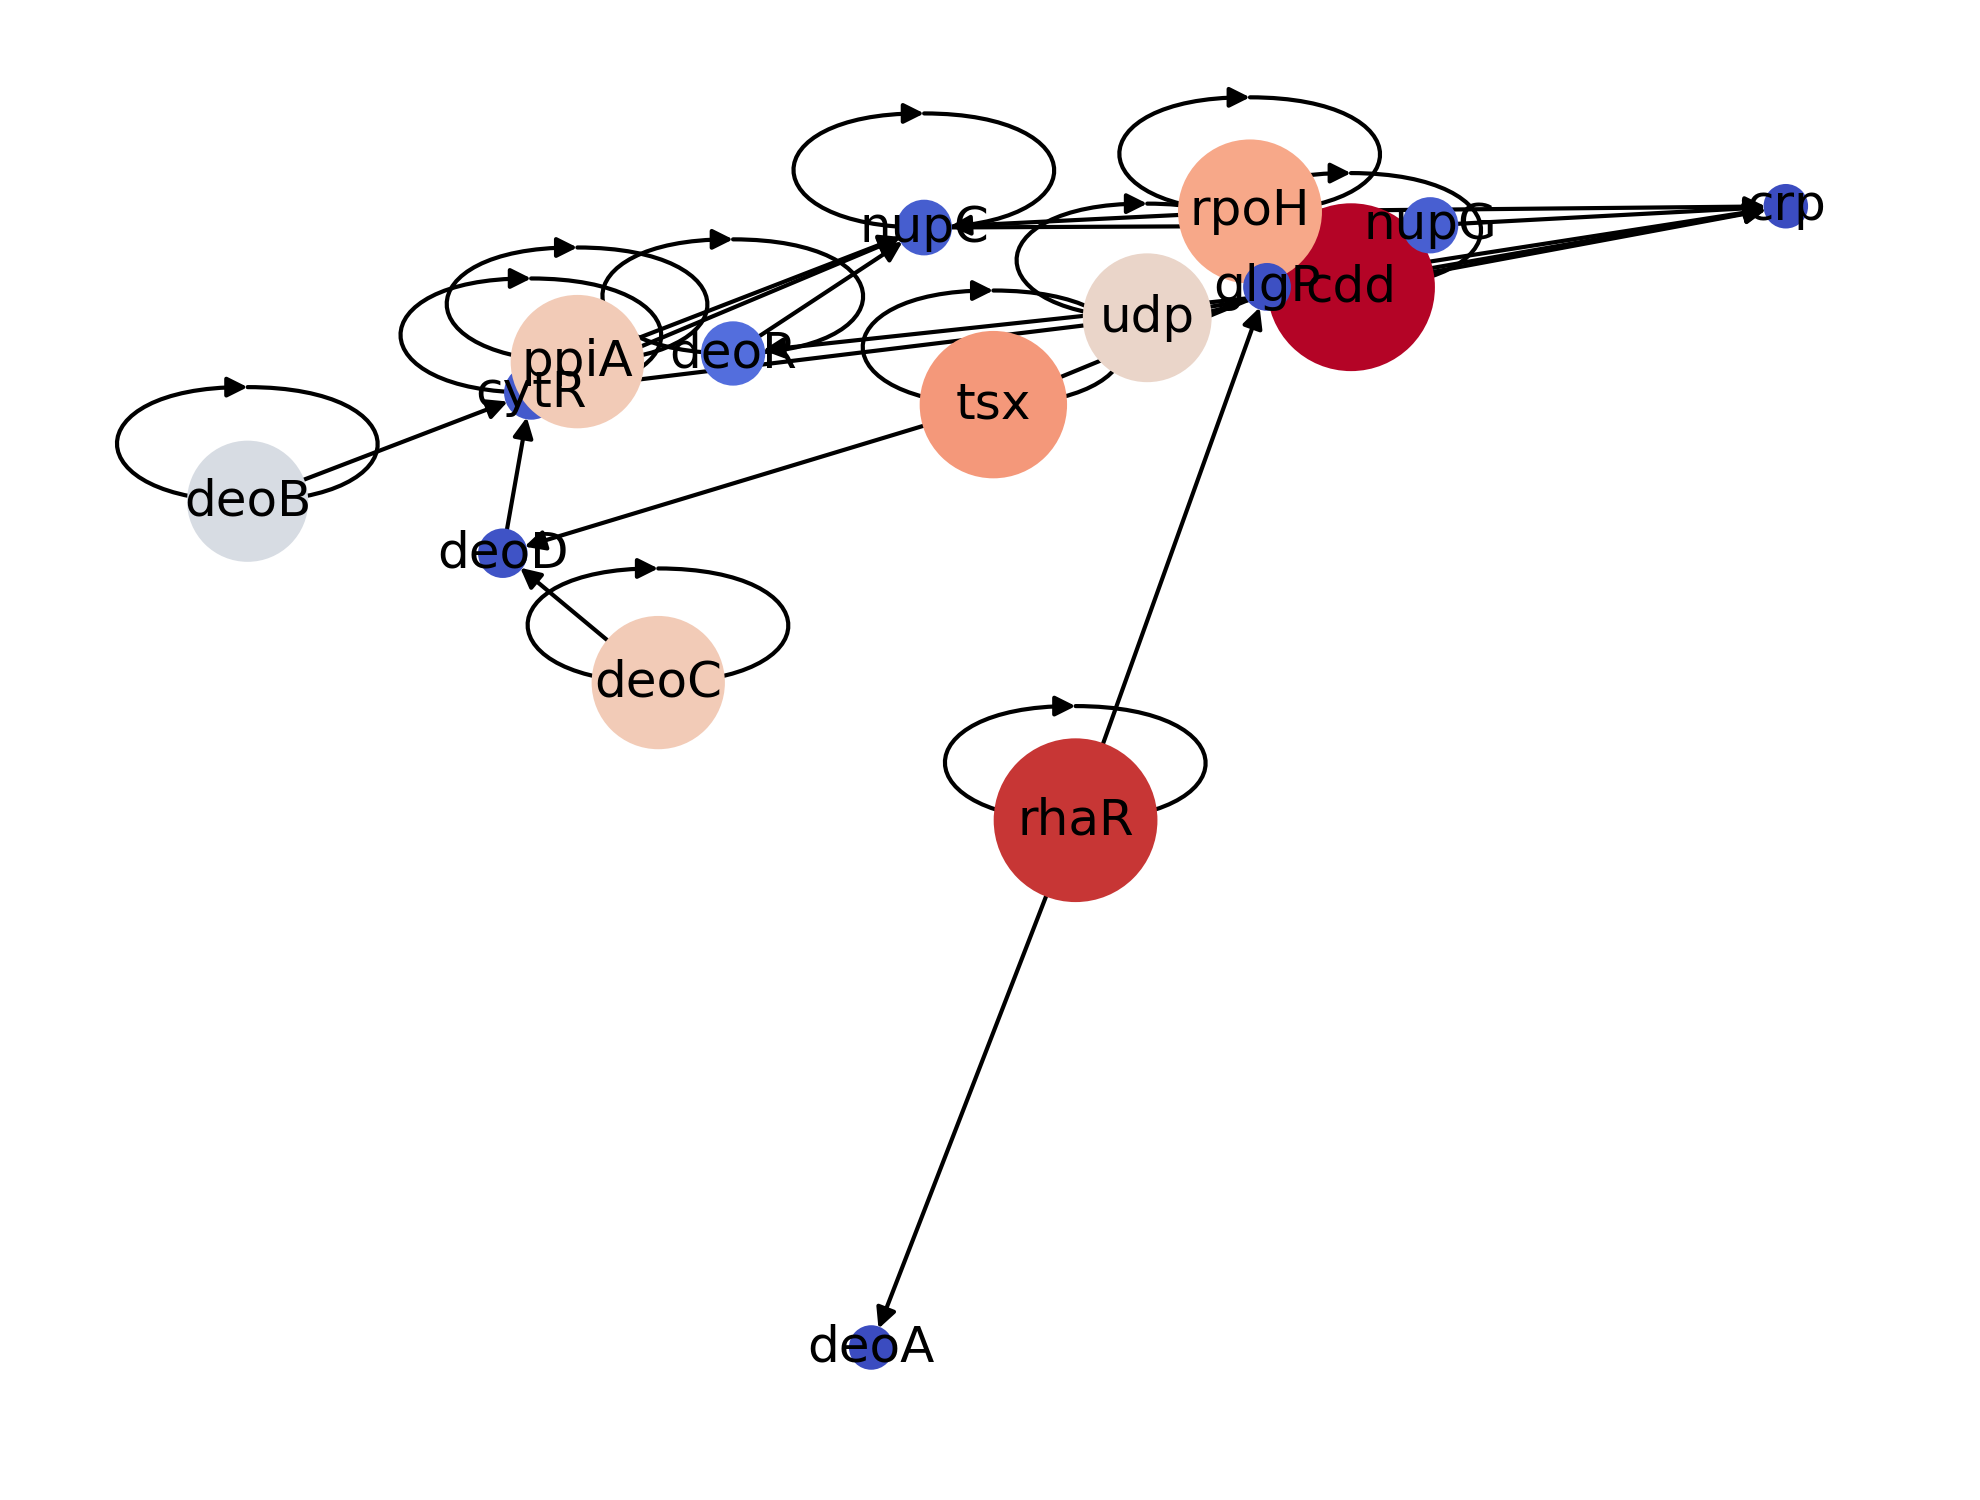 crp
rpoH
nupG
nupC
glgP
cdd
udp
deoR
ppiA
cytR
tsx
deoB
deoD
deoC
rhaR
deoA